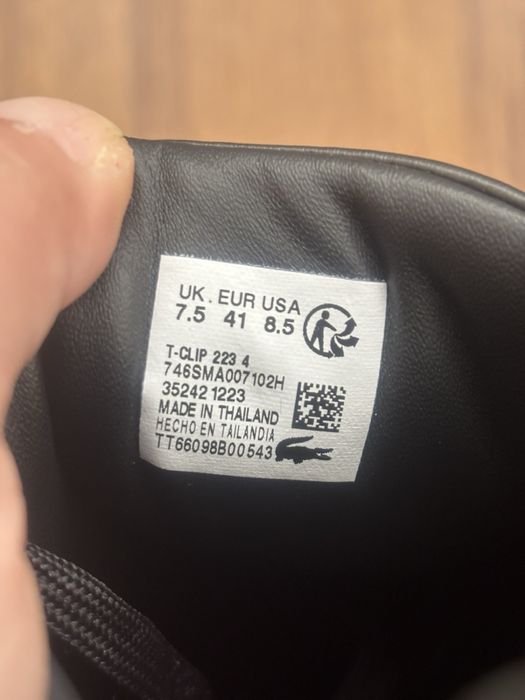 UK. EUR USA
7.5 41 8.5
T-CLIP 223 4
746SMA007102H
35242 1223
MADE IN THAILAND
HECHO EN TAILANDIA
TT66098B00543